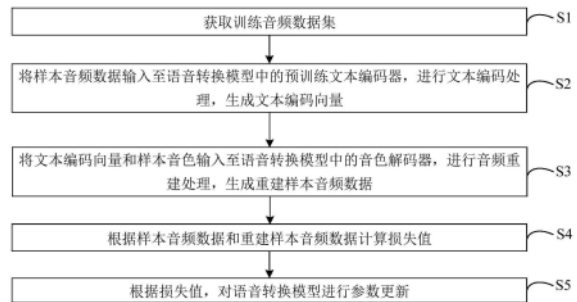 获取训练音频数据集
S1
将样本音频数据输入至语音转换模型中的预训练文本编码器，进行文本编码处
理，生成文本编码向量
S2
将文本编码向量和样本音色输入至语音转换模型中的音色解码器，进行音频重
建处理，生成重建样本音频数据
S3
根据样本音频数据和重建样本音频数据计算损失值
S4
根据损失值，对语音转换模型进行参数更新
S5